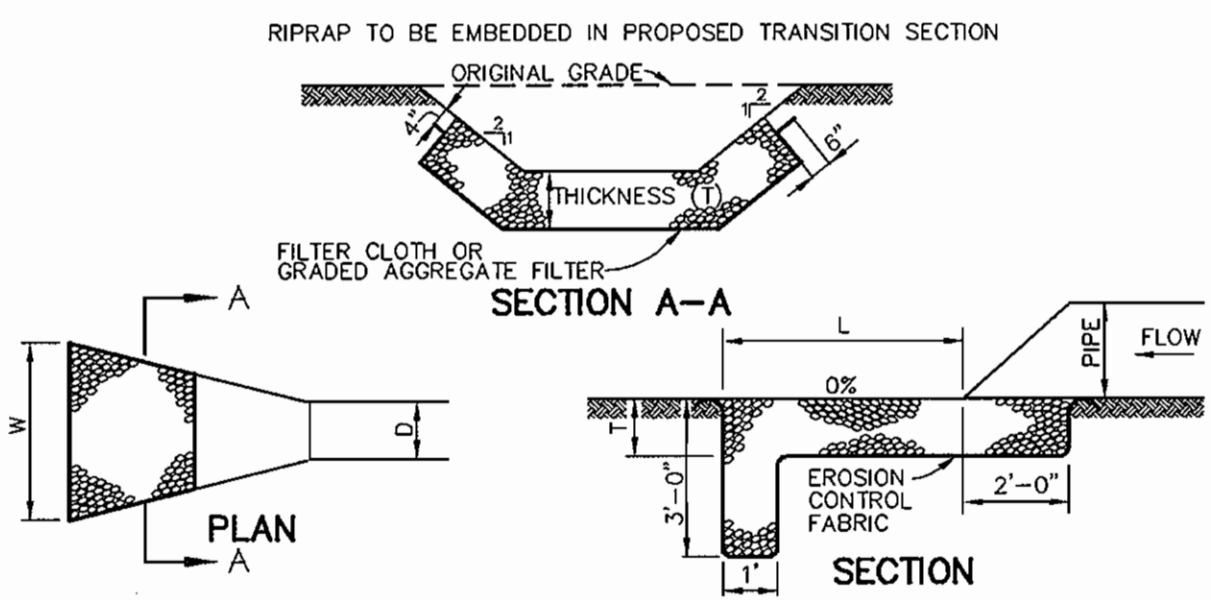 RIPRAP TO BE EMBEDDED IN PROPOSED TRANSITION SECTION
ORIGINAL GRADE
4"
2
1
2
1
6"
THICKNESS T
FILTER CLOTH OR
GRADED AGGREGATE FILTER
SECTION A-A
A
W
D
PLAN
A
L
PIPE
FLOW
0%
T
3'-0"
EROSION
CONTROL
FABRIC
2'-0"
1'
SECTION